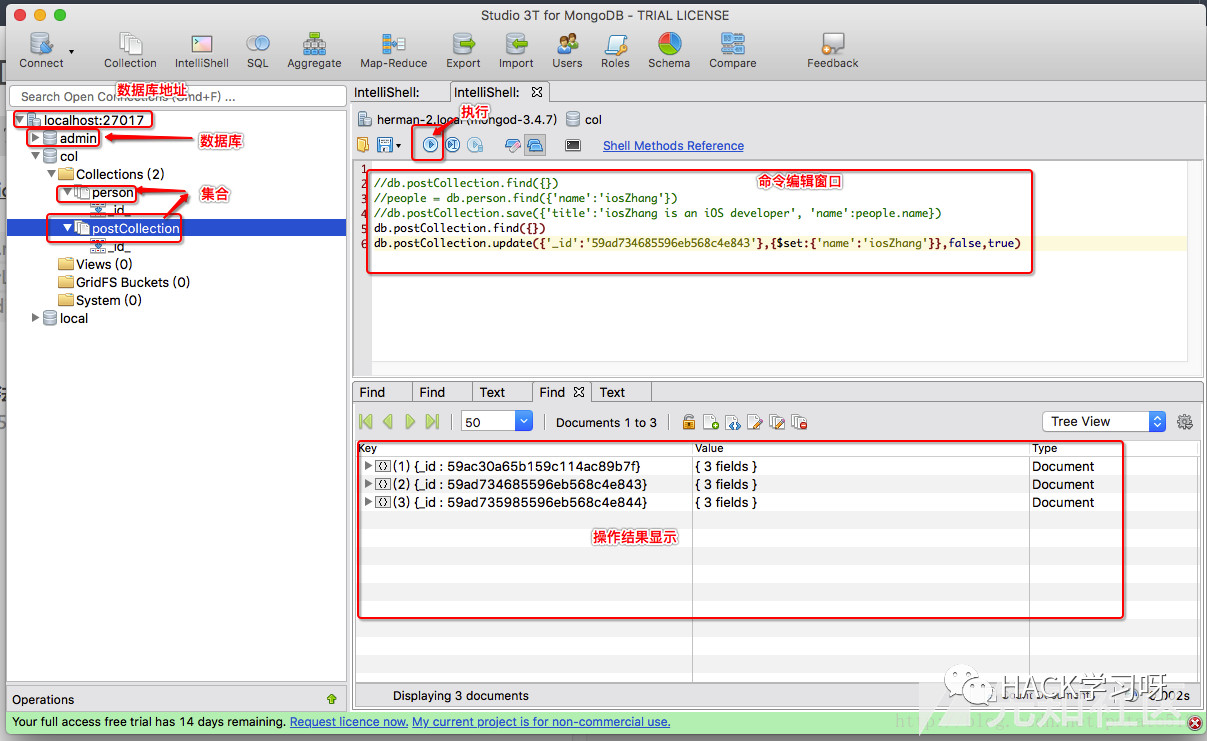 Studio 3T for MongoDB - TRIAL LICENSE
Connect Collection IntelliShell SQL Aggregate Map-Reduce Export Import Users Roles Schema Compare Feedback
数据库地址
Search Open Connections (Cmd+F) ...
localhost:27017
admin
数据库
col
Collections (2)
person
集合
_id_
postCollection
_id_
Views (0)
GridFS Buckets (0)
System (0)
local
Operations
IntelliShell: IntelliShell:
执行
herman-2.local (mongod-3.4.7) col
Shell Methods Reference
命令编辑窗口
1
2 //db.postCollection.find({})
3 //people = db.person.find({'name':'iosZhang'})
4 //db.postCollection.save({'title':'iosZhang is an iOS developer', 'name':people.name})
5 db.postCollection.find({})
6 db.postCollection.update({'_id':'59ad734685596eb568c4e843'},{$set:{'name':'iosZhang'}},false,true)
Find Find Text Find Text
50 Documents 1 to 3 Tree View
Key Value Type
(1) {_id : 59ac30a65b159c114ac89b7f} { 3 fields } Document
(2) {_id : 59ad734685596eb568c4e843} { 3 fields } Document
(3) {_id : 59ad735985596eb568c4e844} { 3 fields } Document
操作结果显示
Displaying 3 documents
HACK学习呀
先知社区
Your full access free trial has 14 days remaining. Request licence now. My current project is for non-commercial use.